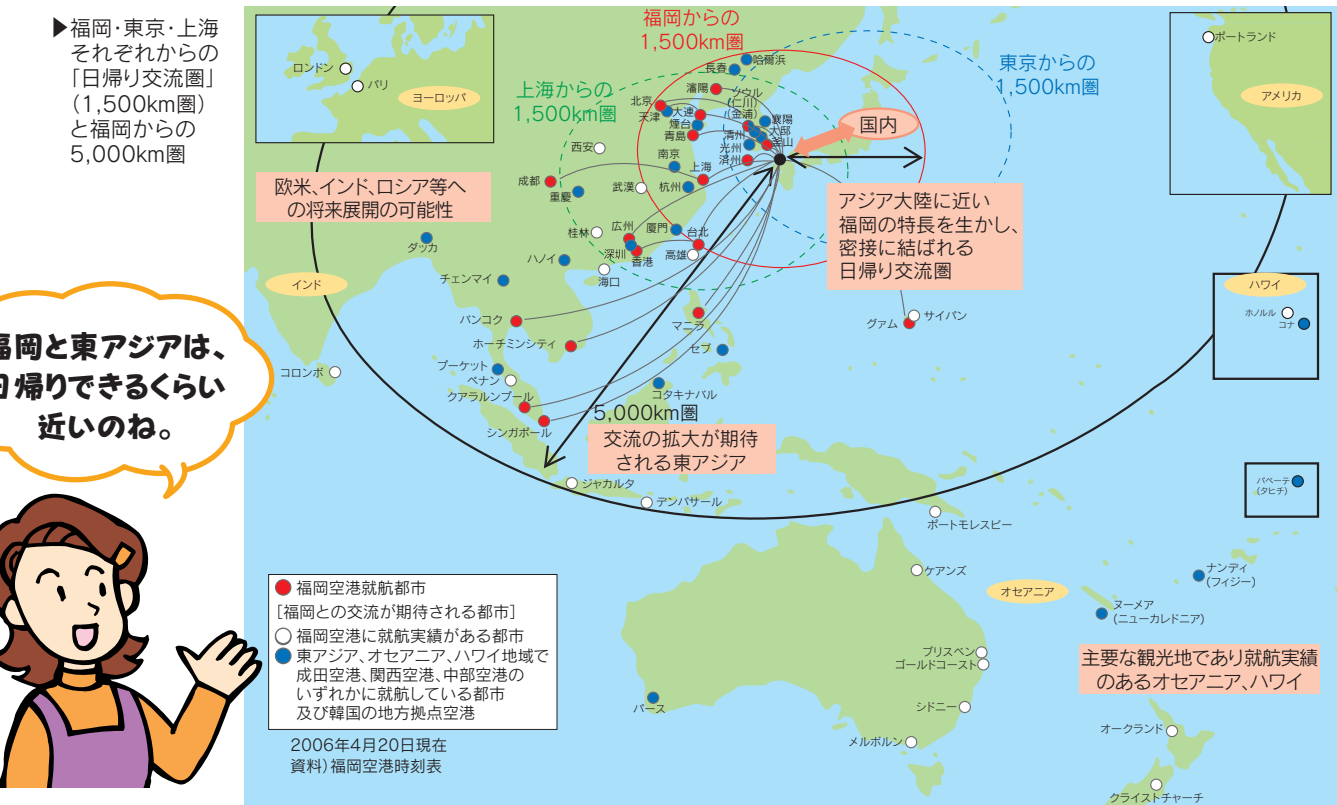 ▶福岡・東京・上海
それぞれからの
「日帰り交流圏」
(1,500km圏)
と福岡からの
5,000km圏
ロンドン
パリ
ヨーロッパ
福岡からの
1,500km圏
東京からの
1,500km圏
上海からの
1,500km圏
ポートランド
アメリカ
哈爾浜
長春
瀋陽
ソウル
(仁川)
(金浦)
北京
天津
大連
煙台
青島
襄陽
大邱
釜山
清州
光州
済州
国内
西安
南京
上海
成都
重慶
武漢
杭州
欧米、インド、ロシア等へ
の将来展開の可能性
アジア大陸に近い
福岡の特長を生かし、
密接に結ばれる
日帰り交流圏
桂林
広州
厦門
台北
深圳
香港
高雄
海口
ダッカ
ハノイ
チェンマイ
インド
ハワイ
ホノルル
コナ
バンコク
マニラ
グァム
サイパン
ホーチミンシティ
セブ
プーケット
ペナン
コロンボ
クアラルンプール
コタキナバル
シンガポール
5,000km圏
交流の拡大が期待
される東アジア
福岡と東アジアは、
日帰りできるくらい
近いのね。
ジャカルタ
デンパサール
ポートモレスビー
パペーテ
(タヒチ)
ケアンズ
オセアニア
ナンディ
(フィジー)
ヌーメア
(ニューカレドニア)
ブリスベン
ゴールドコースト
主要な観光地であり就航実績
のあるオセアニア、ハワイ
パース
シドニー
メルボルン
オークランド
クライストチャーチ
福岡空港就航都市
[福岡との交流が期待される都市]
福岡空港に就航実績がある都市
東アジア、オセアニア、ハワイ地域で
成田空港、関西空港、中部空港の
いずれかに就航している都市
及び韓国の地方拠点空港
2006年4月20日現在
資料)福岡空港時刻表